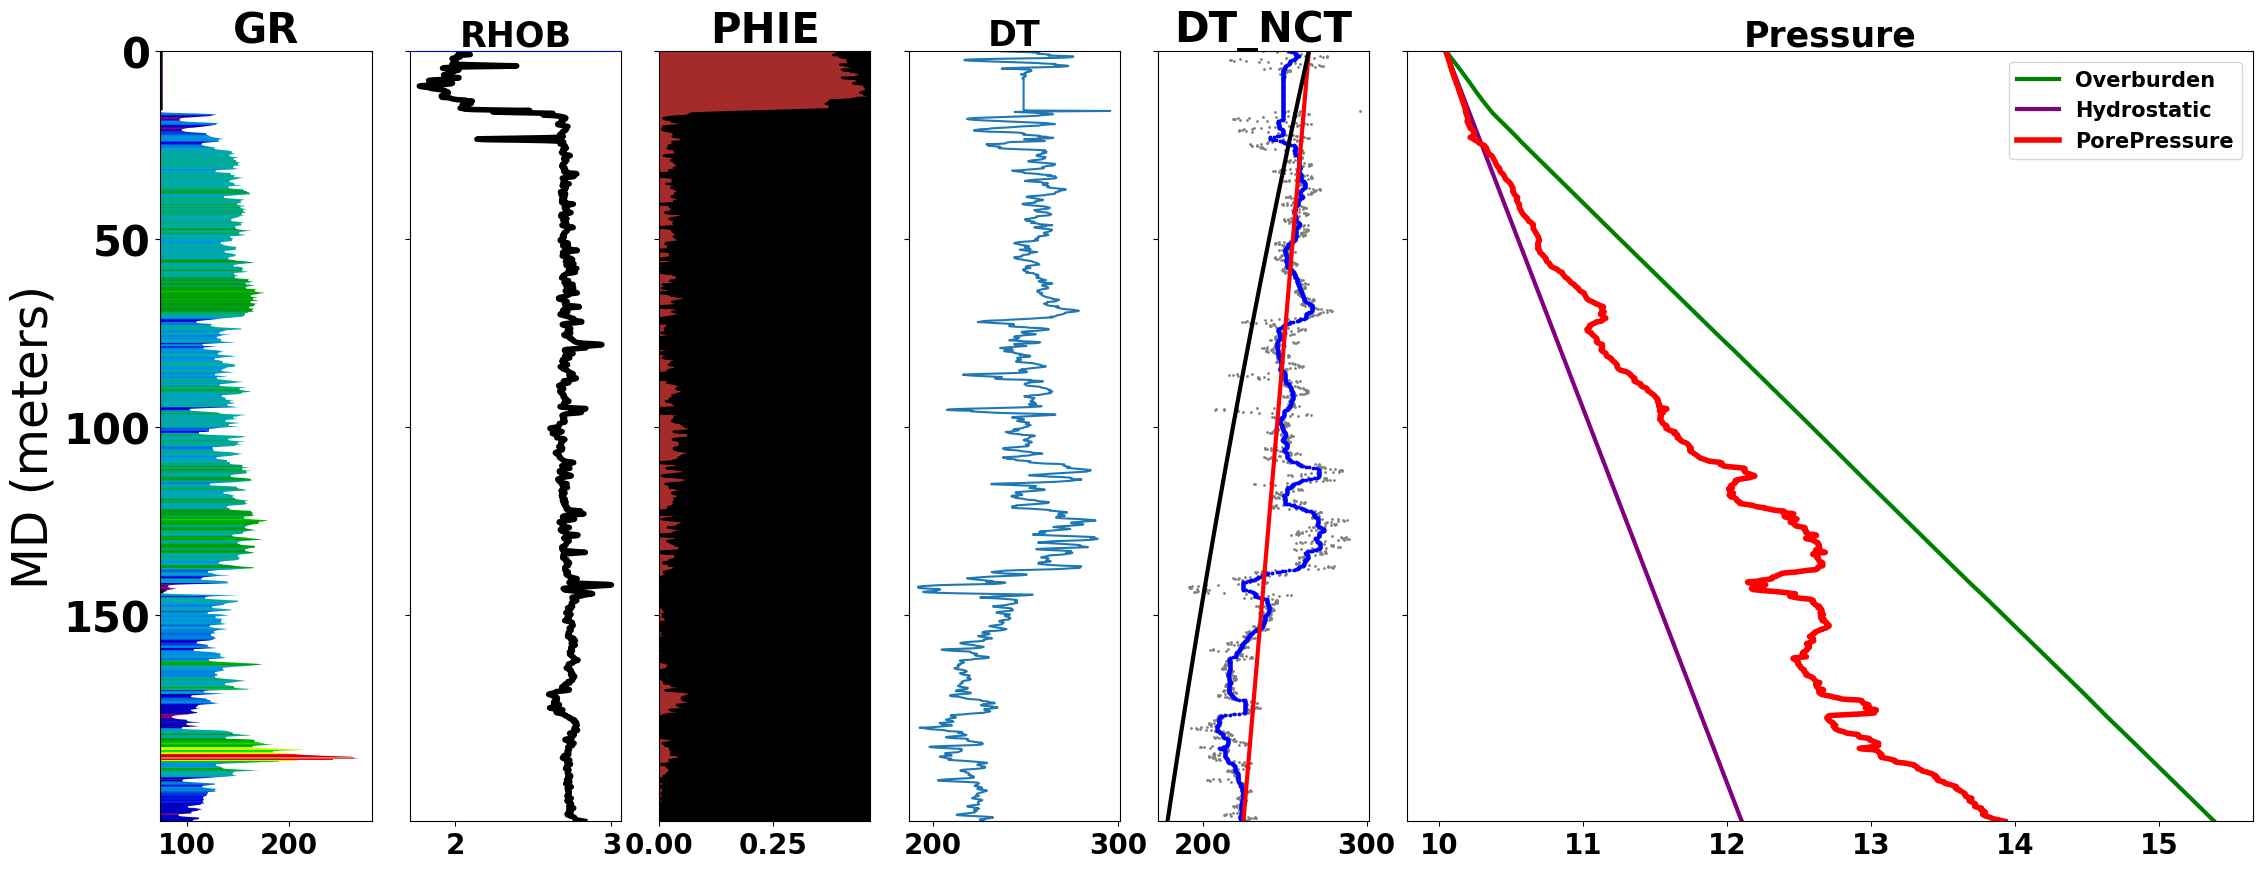 GR
RHOB
PHIE
DT
DT_NCT
Pressure
Overburden
Hydrostatic
PorePressure
MD (meters)
0
50
100
150
100 200
2 3
0.00 0.25
200 300
200 300
10 11 12 13 14 15